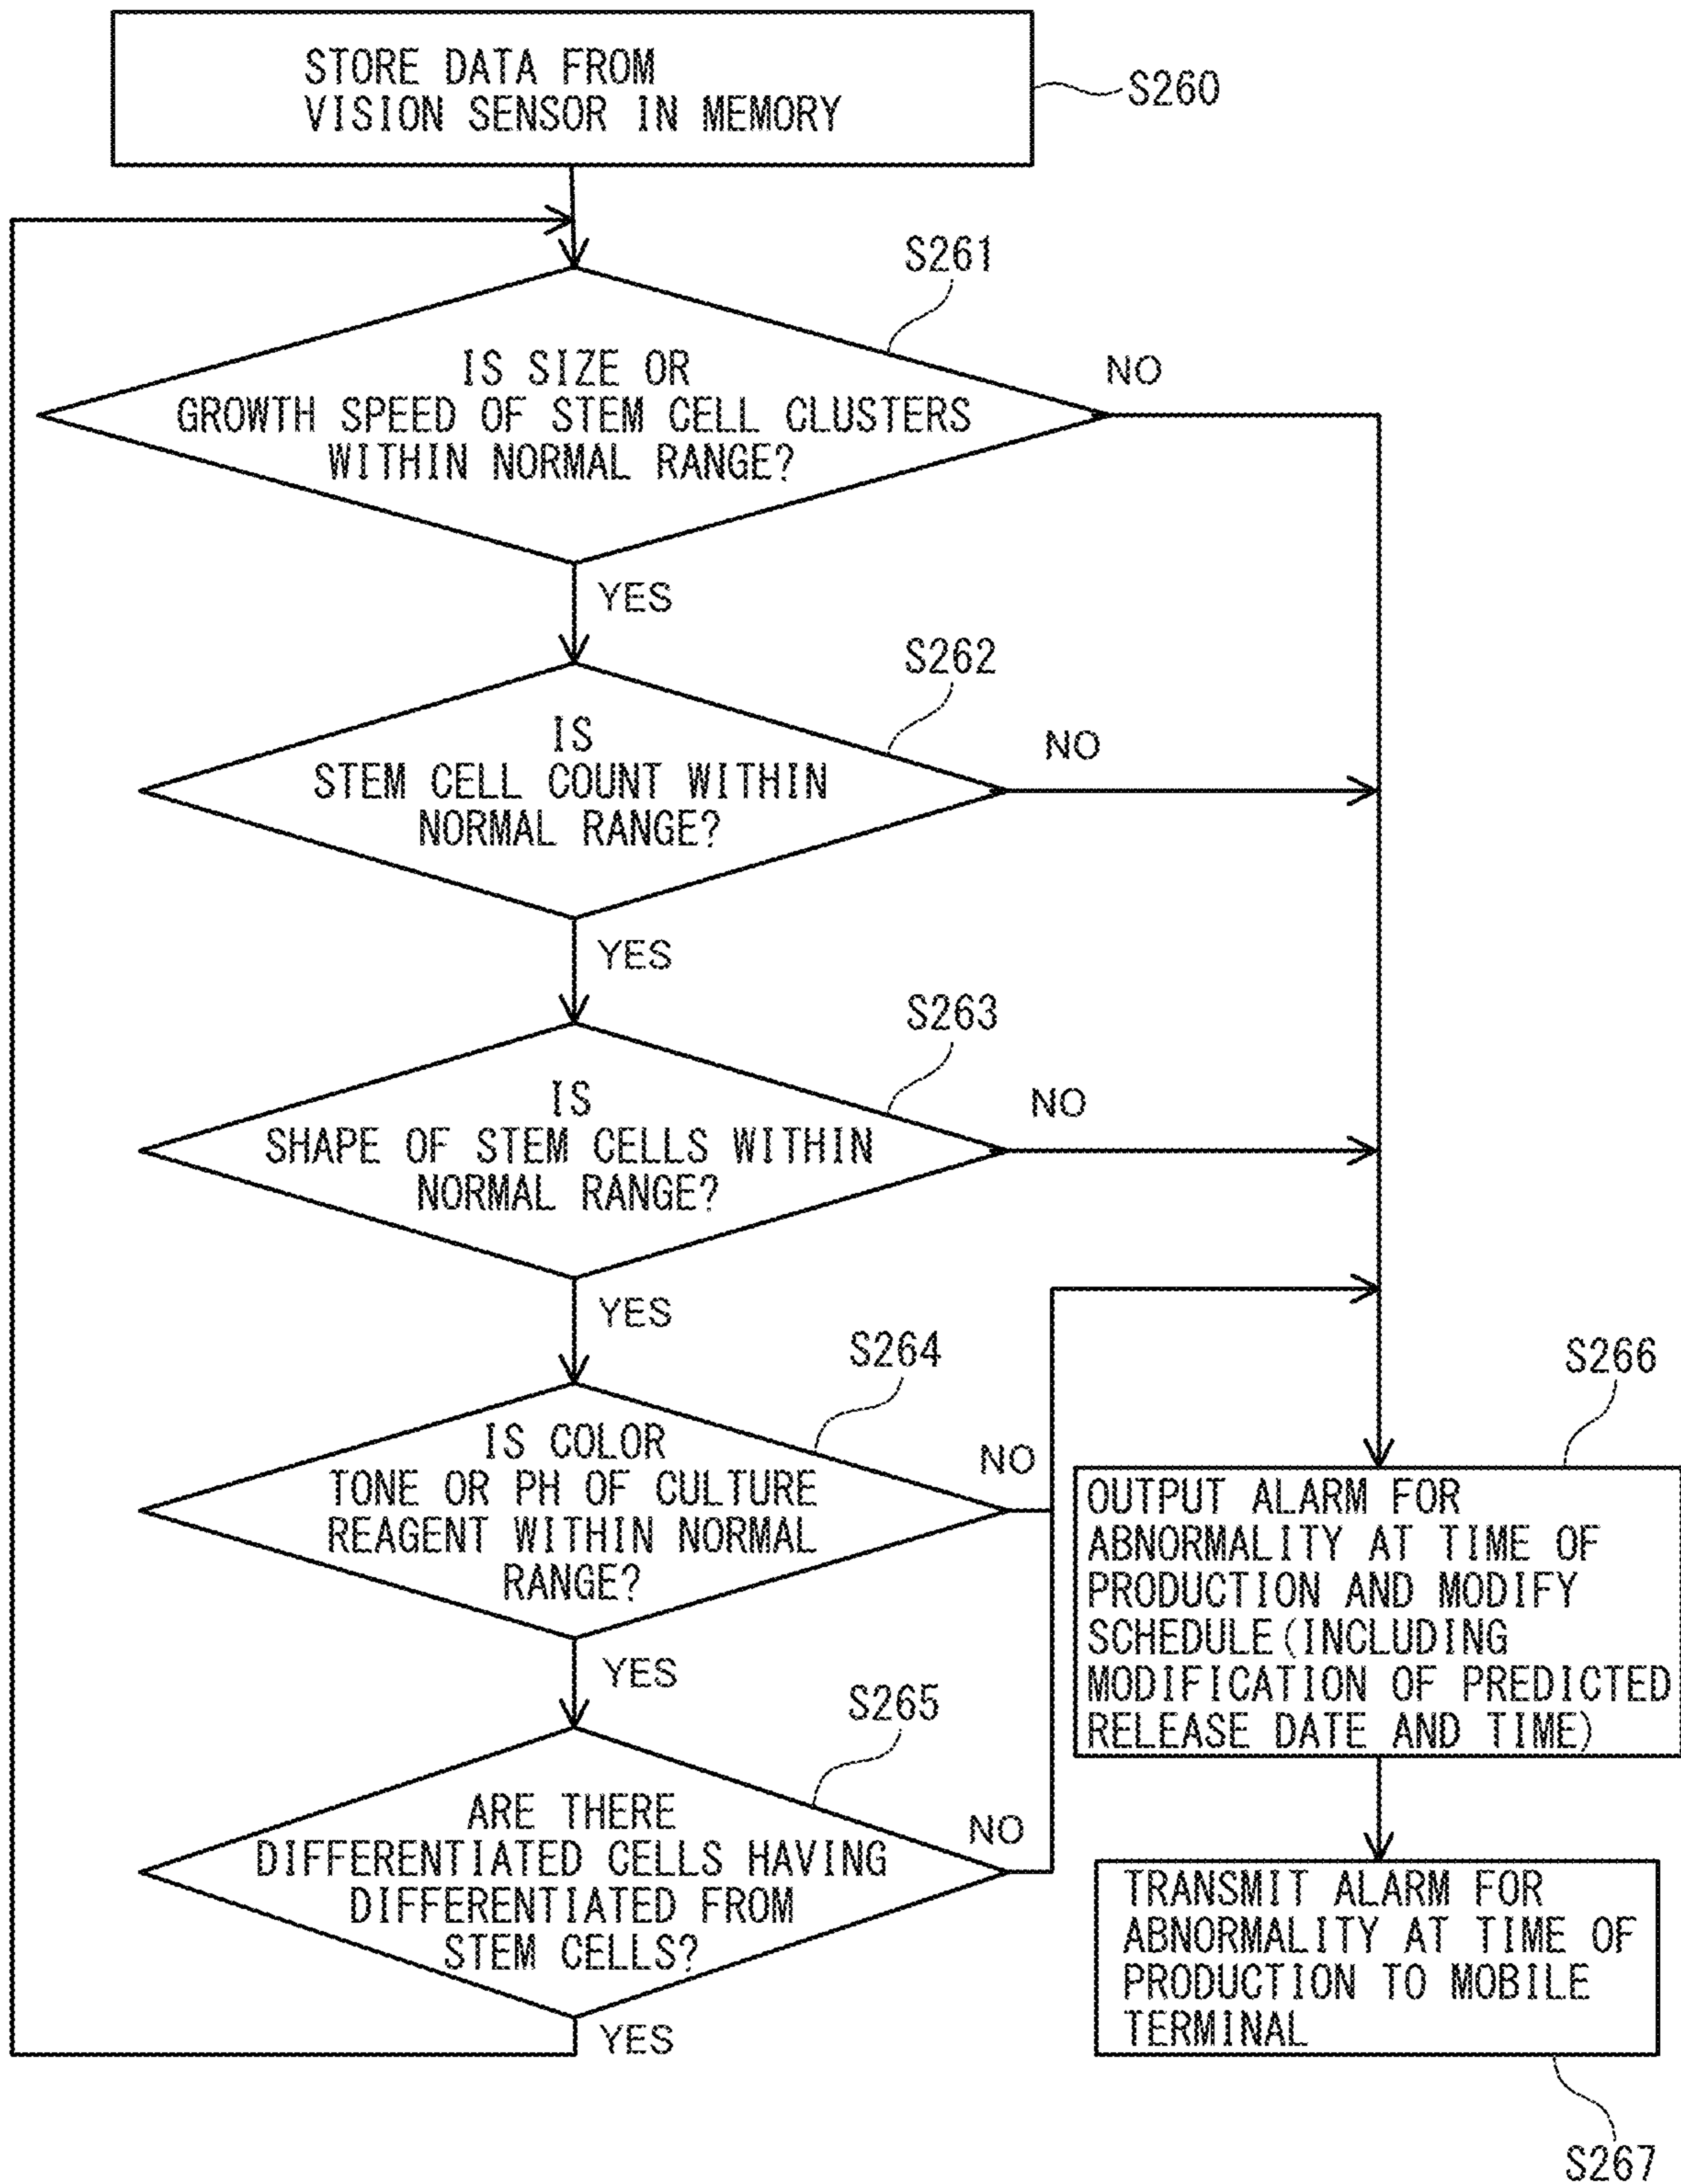 STORE DATA FROM
VISION SENSOR IN MEMORY
S260
S261
IS SIZE OR
GROWTH SPEED OF STEM CELL CLUSTERS
WITHIN NORMAL RANGE?
NO
YES
S262
IS
STEM CELL COUNT WITHIN
NORMAL RANGE?
NO
YES
S263
IS
SHAPE OF STEM CELLS WITHIN
NORMAL RANGE?
NO
YES
S264
IS COLOR
TONE OR PH OF CULTURE
REAGENT WITHIN NORMAL
RANGE?
NO
YES
S265
ARE THERE
DIFFERENTIATED CELLS HAVING
DIFFERENTIATED FROM
STEM CELLS?
NO
YES
S266
OUTPUT ALARM FOR
ABNORMALITY AT TIME OF
PRODUCTION AND MODIFY
SCHEDULE(INCLUDING
MODIFICATION OF PREDICTED
RELEASE DATE AND TIME)
TRANSMIT ALARM FOR
ABNORMALITY AT TIME OF
PRODUCTION TO MOBILE
TERMINAL
S267